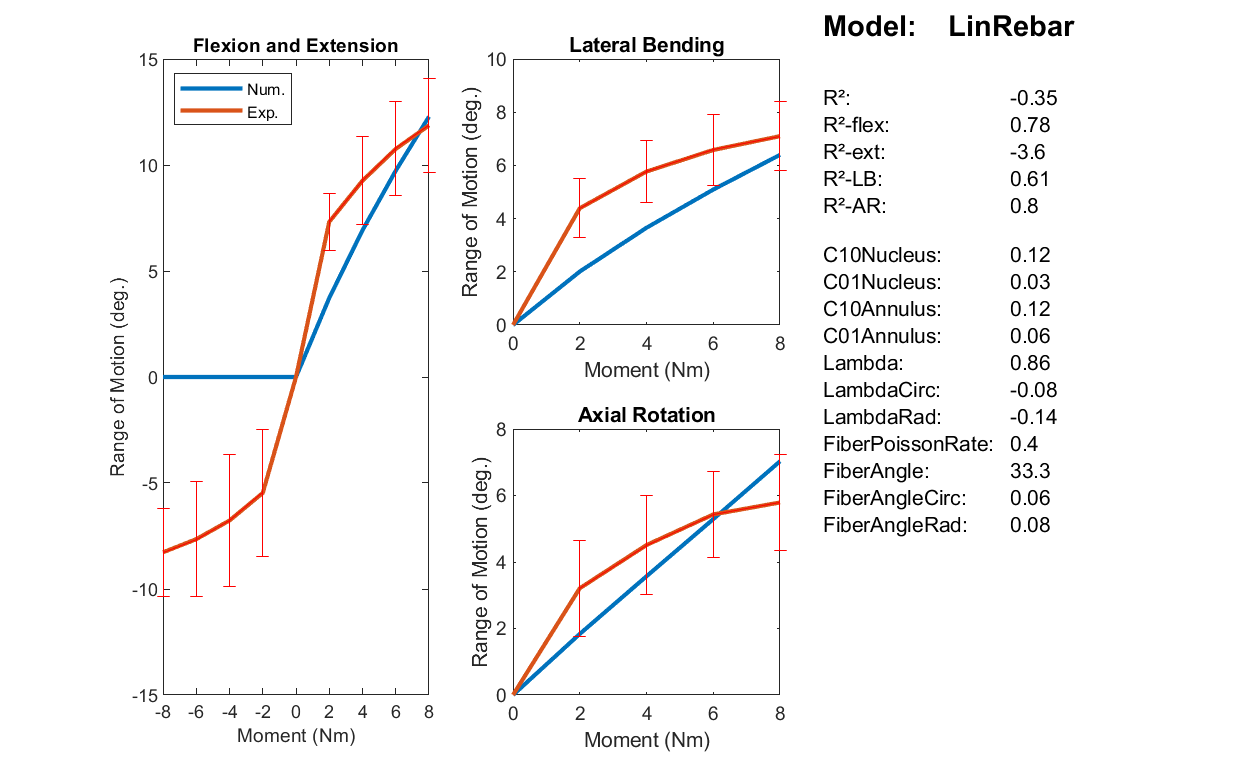 Flexion and Extension
15
10
5
0
-5
-10
-15
-8 -6 -4 -2 0 2 4 6 8
Moment (Nm)
Range of Motion (deg.)
Num.
Exp.
Lateral Bending
10
8
6
4
2
0
0 2 4 6 8
Moment (Nm)
Range of Motion (deg.)
Axial Rotation
8
6
4
2
0
0 2 4 6 8
Moment (Nm)
Range of Motion (deg.)
Model: LinRebar
R²: -0.35
R²-flex: 0.78
R²-ext: -3.6
R²-LB: 0.61
R²-AR: 0.8
C10Nucleus: 0.12
C01Nucleus: 0.03
C10Annulus: 0.12
C01Annulus: 0.06
Lambda: 0.86
LambdaCirc: -0.08
LambdaRad: -0.14
FiberPoissonRate: 0.4
FiberAngle: 33.3
FiberAngleCirc: 0.06
FiberAngleRad: 0.08